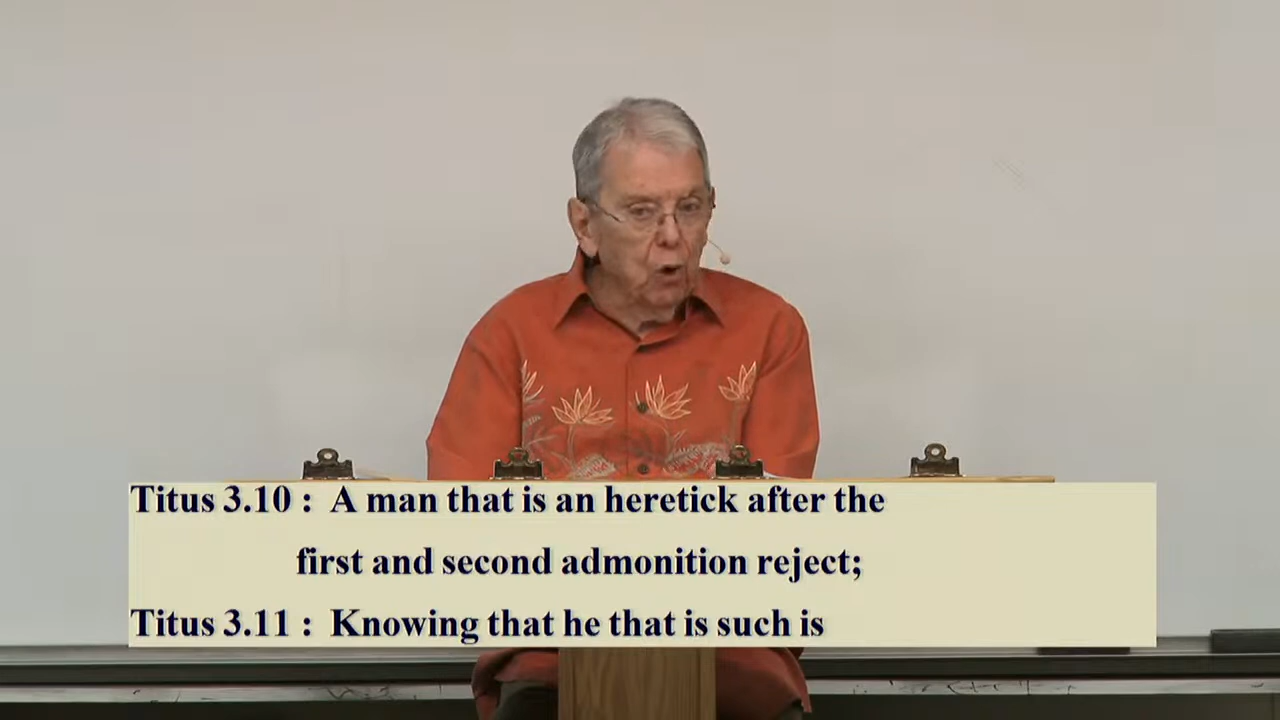 Titus 3.10 : A man that is an heretick after the
first and second admonition reject;
Titus 3.11 : Knowing that he that is such is